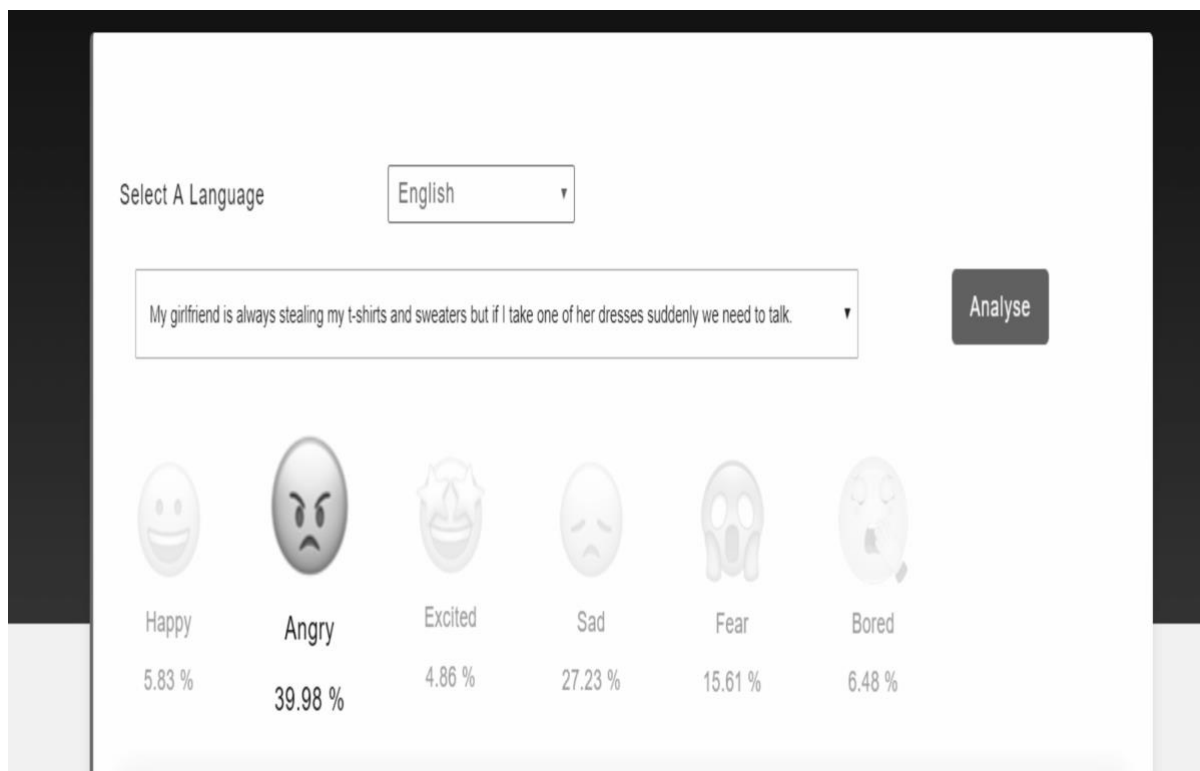 Select A Language English
My girlfriend is always stealing my t-shirts and sweaters but if I take one of her dresses suddenly we need to talk.
Analyse
Happy Angry Excited Sad Fear Bored
5.83 % 39.98 % 4.86 % 27.23 % 15.61 % 6.48 %